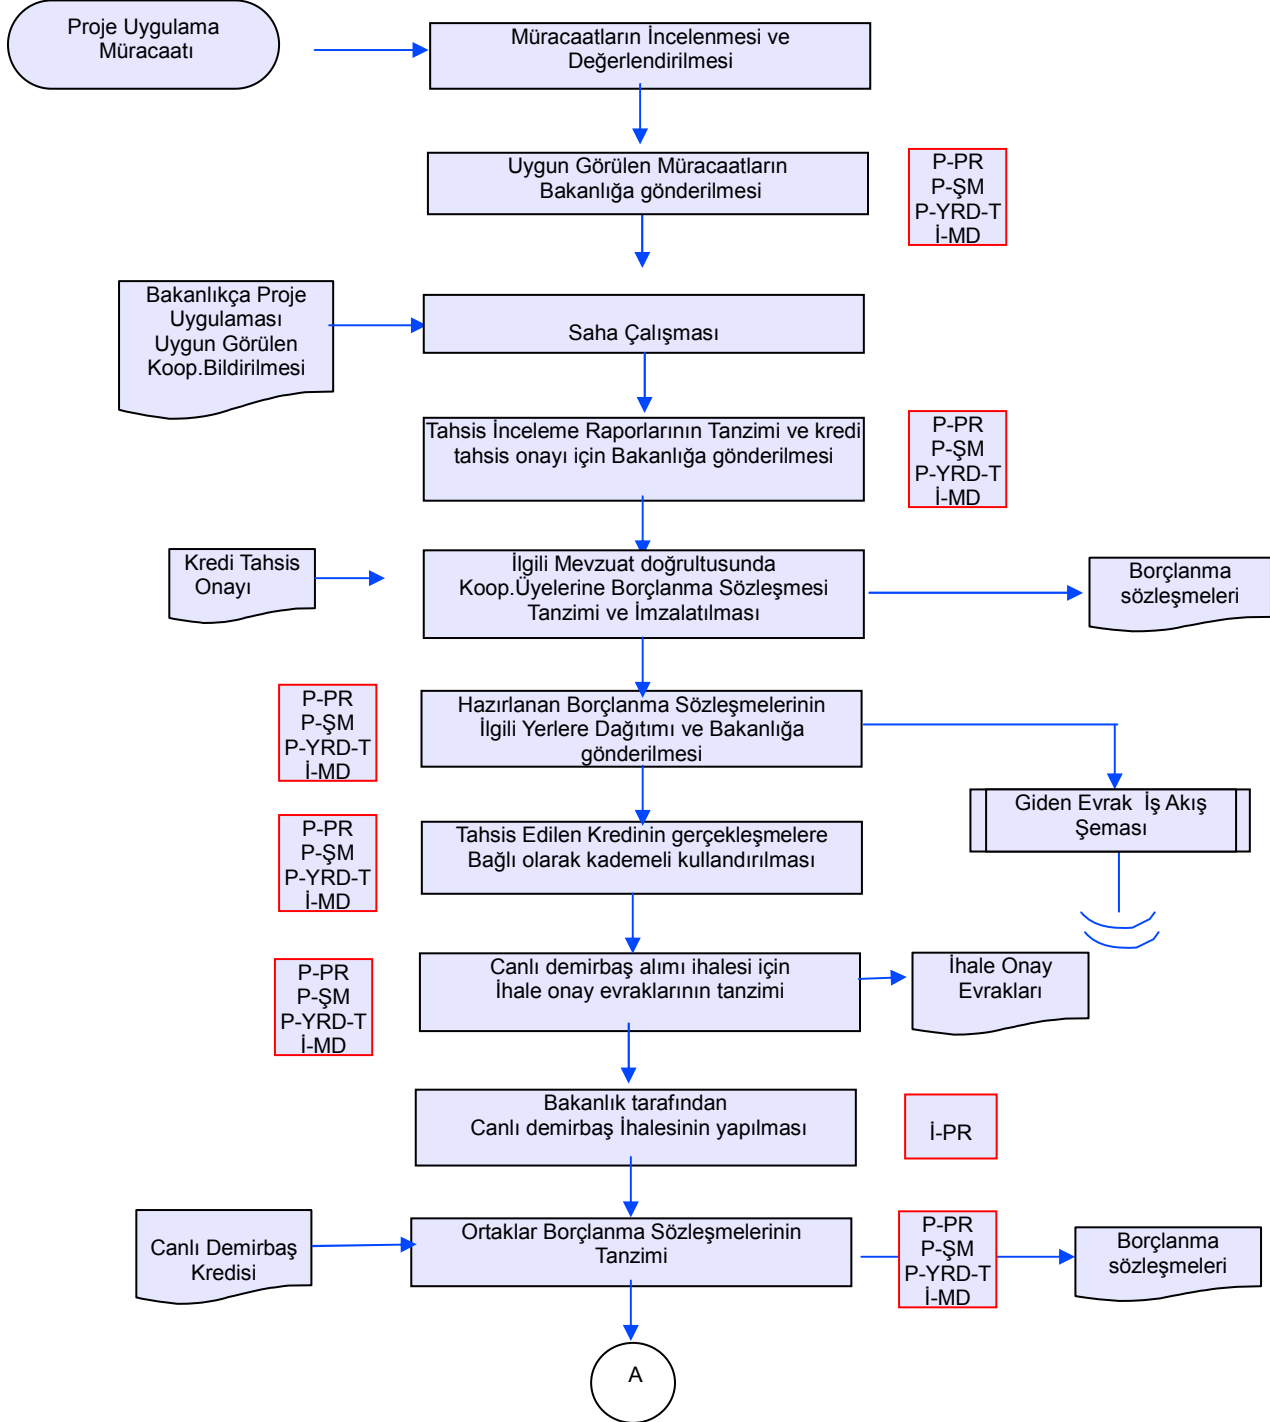 Proje Uygulama
Müracaatı
Müracaatların İncelenmesi ve
Değerlendirilmesi
Uygun Görülen Müracaatların
Bakanlığa gönderilmesi
P-PR
P-ŞM
P-YRD-T
İ-MD
Bakanlıkça Proje
Uygulaması
Uygun Görülen
Koop.Bildirilmesi
Saha Çalışması
Tahsis İnceleme Raporlarının Tanzimi ve kredi
tahsis onayı için Bakanlığa gönderilmesi
P-PR
P-ŞM
P-YRD-T
İ-MD
Kredi Tahsis
Onayı
İlgili Mevzuat doğrultusunda
Koop.Üyelerine Borçlanma Sözleşmesi
Tanzimi ve İmzalatılması
Borçlanma
sözleşmeleri
P-PR
P-ŞM
P-YRD-T
İ-MD
Hazırlanan Borçlanma Sözleşmelerinin
İlgili Yerlere Dağıtımı ve Bakanlığa
gönderilmesi
Giden Evrak İş Akış
Şeması
P-PR
P-ŞM
P-YRD-T
İ-MD
Tahsis Edilen Kredinin gerçekleşmelere
Bağlı olarak kademeli kullandırılması
P-PR
P-ŞM
P-YRD-T
İ-MD
Canlı demirbaş alımı ihalesi için
İhale onay evraklarının tanzimi
İhale Onay
Evrakları
Bakanlık tarafından
Canlı demirbaş İhalesinin yapılması
İ-PR
Canlı Demirbaş
Kredisi
Ortaklar Borçlanma Sözleşmelerinin
Tanzimi
P-PR
P-ŞM
P-YRD-T
İ-MD
Borçlanma
sözleşmeleri
A